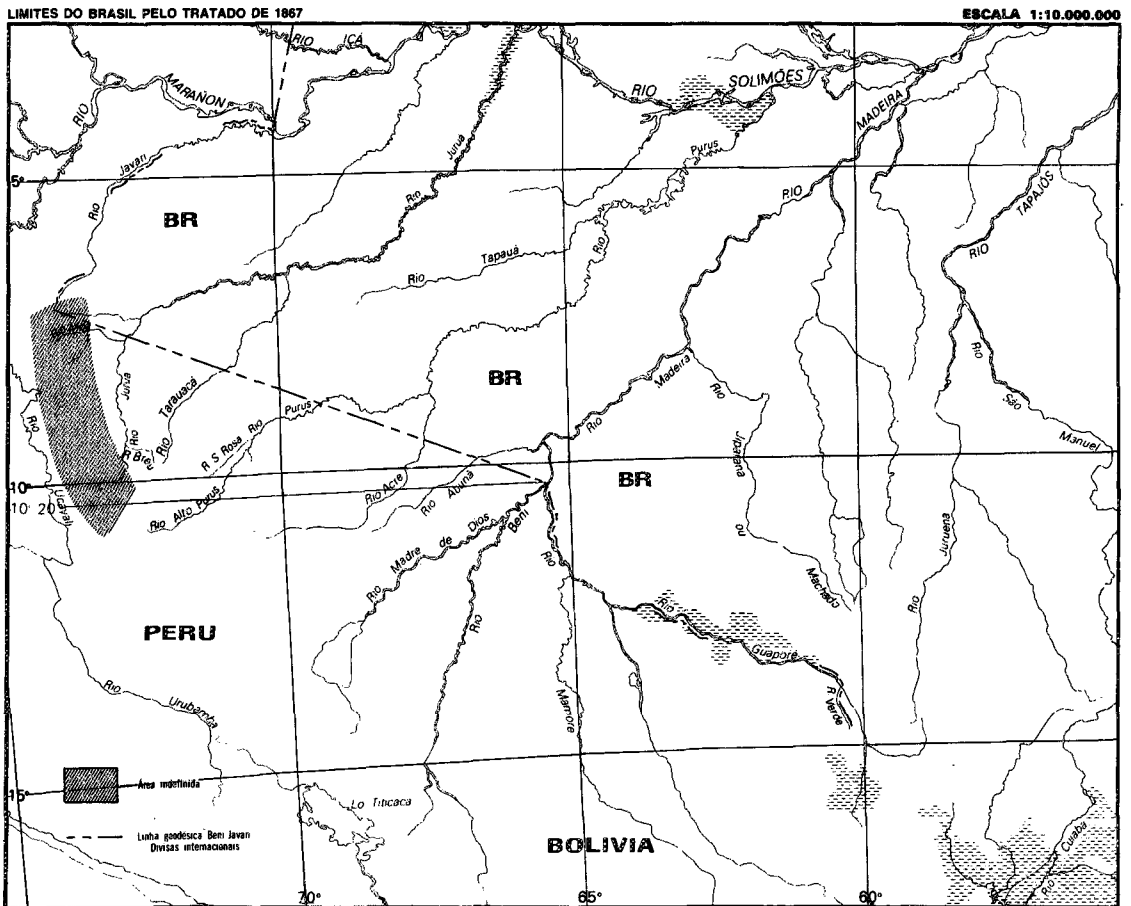 LIMITES DO BRASIL PELO TRATADO DE 1867
ESCALA 1:10.000.000
RIO IÇÁ
RIO MARAÑON
RIO SOLIMÕES
RIO MADEIRA
RIO TAPAJÓS
Rio Javari
Rio Juruá
Rio Purus
5°
BR
Rio Tapauá
Rio Juruá
Rio Tarauacá
BR
Rio Madeira
Rio Jiparaná ou Machado
Rio São Manuel
R Breu
R S Rosa
Rio Purus
Rio
Ucayali
10°
10° 20
Rio Alto Purus
Rio Acre
Rio Abunã
BR
Rio Juruena
Rio Madre de Dios
Rio Beni
Rio Mamoré
Rio Guaporé
R Verde
PERU
Rio Urubamba
Área indefinida
15°
Lo Titicaca
Linha geodésica Beni Javari
Divisas internacionais
BOLIVIA
Rio Cuiabá
70°
65°
60°